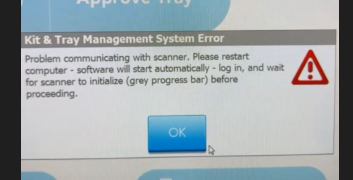 Approve Tray
Kit & Tray Management System Error
Problem communicating with scanner. Please restart
computer - software will start automatically - log in, and wait
for scanner to initialize (grey progress bar) before
proceeding.
OK